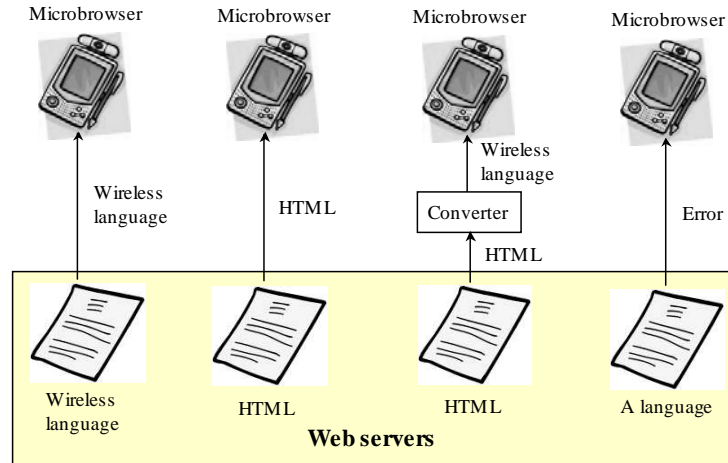 Microbrowser
Microbrowser
Microbrowser
Microbrowser
Wireless
language
HTML
Wireless
language
Converter
HTML
Error
Wireless
language
HTML
HTML
A language
Web servers